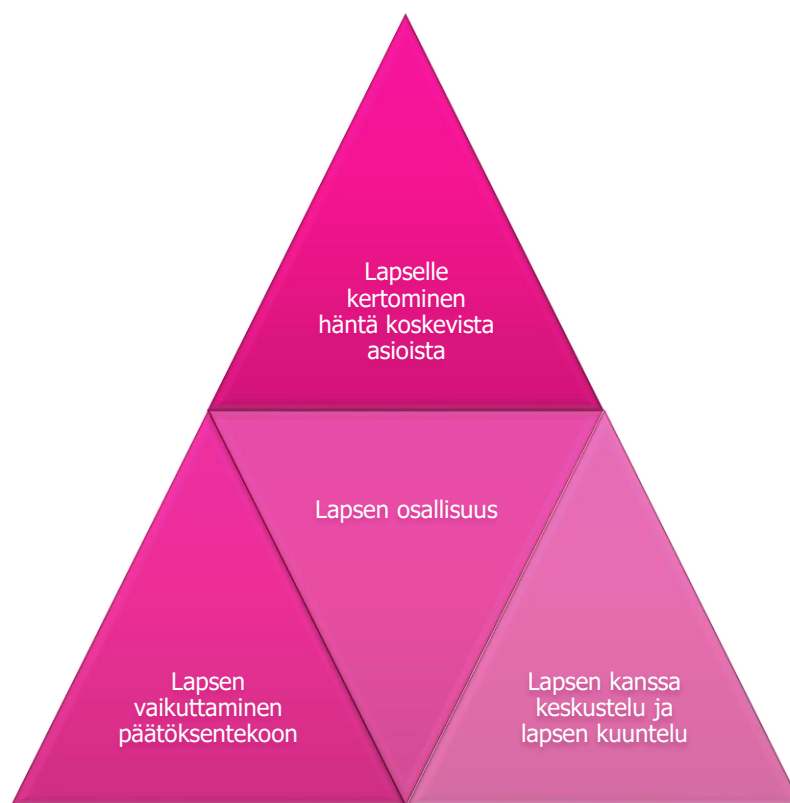 Lapselle
kertominen
häntä koskevista
asioista
Lapsen osallisuus
Lapsen
vaikuttaminen
päätöksentekoon
Lapsen kanssa
keskustelu ja
lapsen kuuntelu